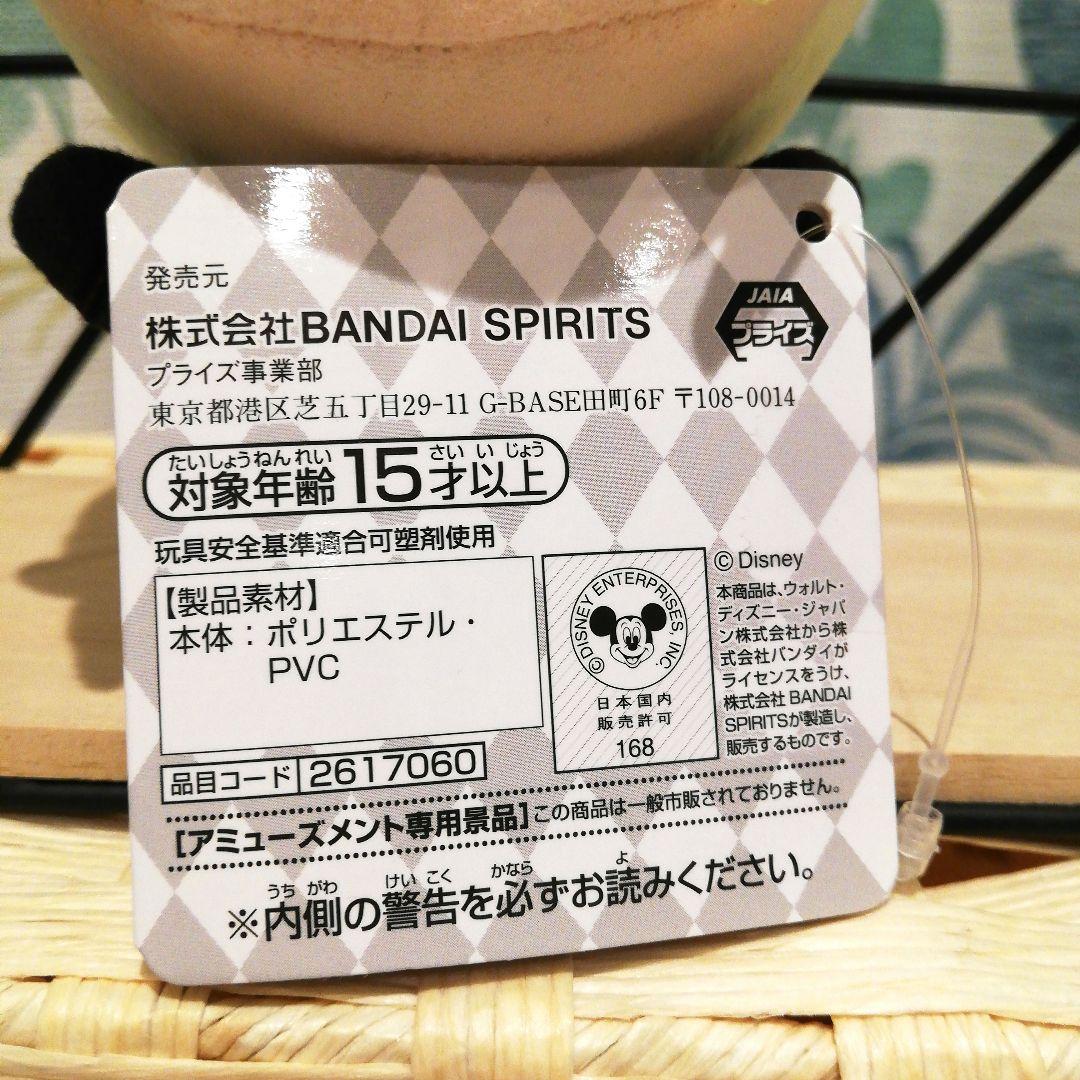 発売元
株式会社BANDAI SPIRITS
プライズ事業部
東京都港区芝五丁目29-11 G-BASE田町6F 〒108-0014
JAIA
プライズ
たいしょうねんれい さい い じょう
対象年齢 15才以上
玩具安全基準適合可塑剤使用
【製品素材】
本体：ポリエステル・
PVC
©DISNEY ENTERPRISES, INC.
日本国内
販売許可
168
© Disney
本商品は、ウォルト・
ディズニー・ジャパ
ン株式会社から株
式会社バンダイが
ライセンスをうけ、
株式会社 BANDAI
SPIRITSが製造し、
販売するものです。
品目コード 2617060
[アミューズメント専用景品]この商品は一般市販されておりません。
うち がわ けい こく かなら よ
※内側の警告を必ずお読みください。